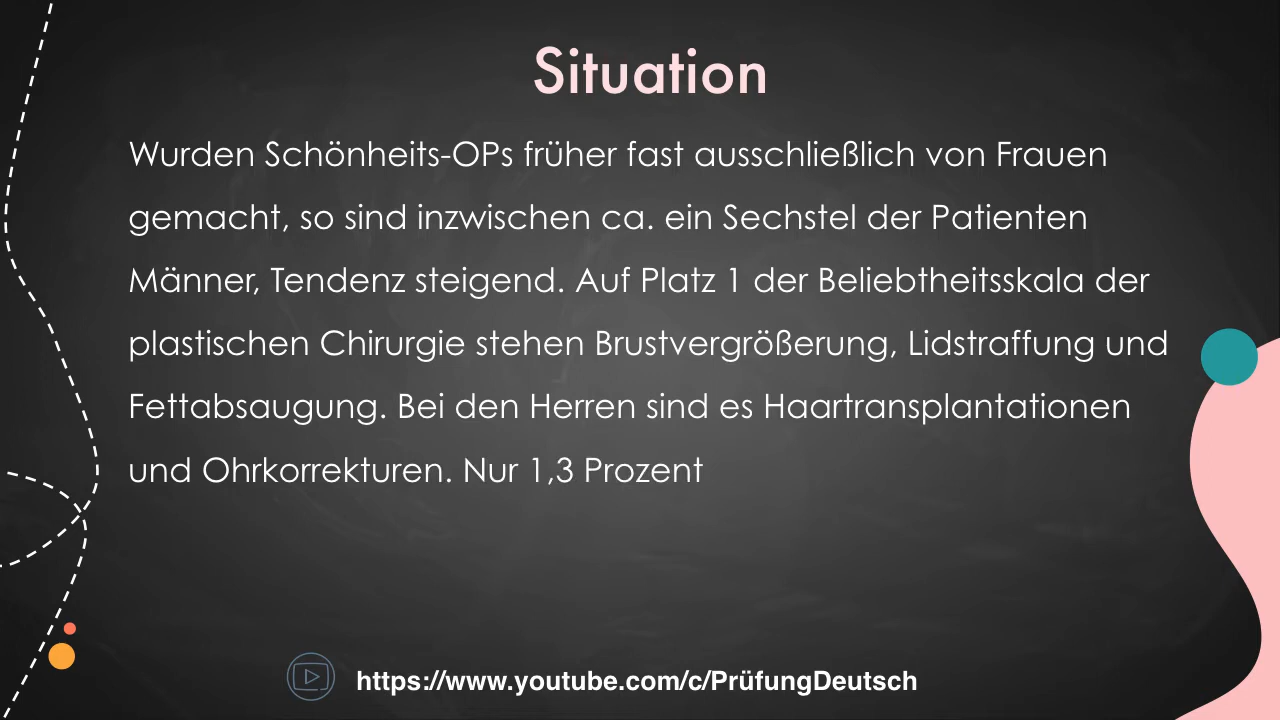 Situation
Wurden Schönheits-OPs früher fast ausschließlich von Frauen
gemacht, so sind inzwischen ca. ein Sechstel der Patienten
Männer, Tendenz steigend. Auf Platz 1 der Beliebtheitsskala der
plastischen Chirurgie stehen Brustvergrößerung, Lidstraffung und
Fettabsaugung. Bei den Herren sind es Haartransplantationen
und Ohrkorrekturen. Nur 1,3 Prozent
https://www.youtube.com/c/PrüfungDeutsch